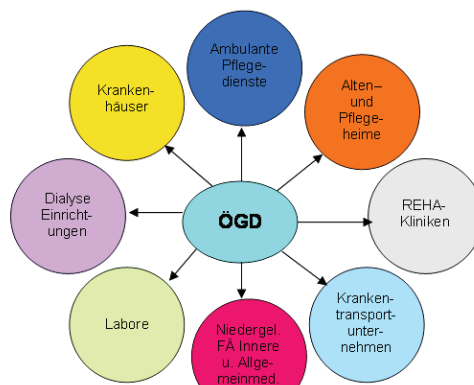 Ambulante
Pflege-
dienste
Kranken-
häuser
Alten–
und
Pflege-
heime
Dialyse
Einricht-
ungen
ÖGD
REHA-
Kliniken
Labore
Niedergel.
FÄ Innere
u. Allge-
meinmed.
Kranken-
transport-
unter-
nehmen